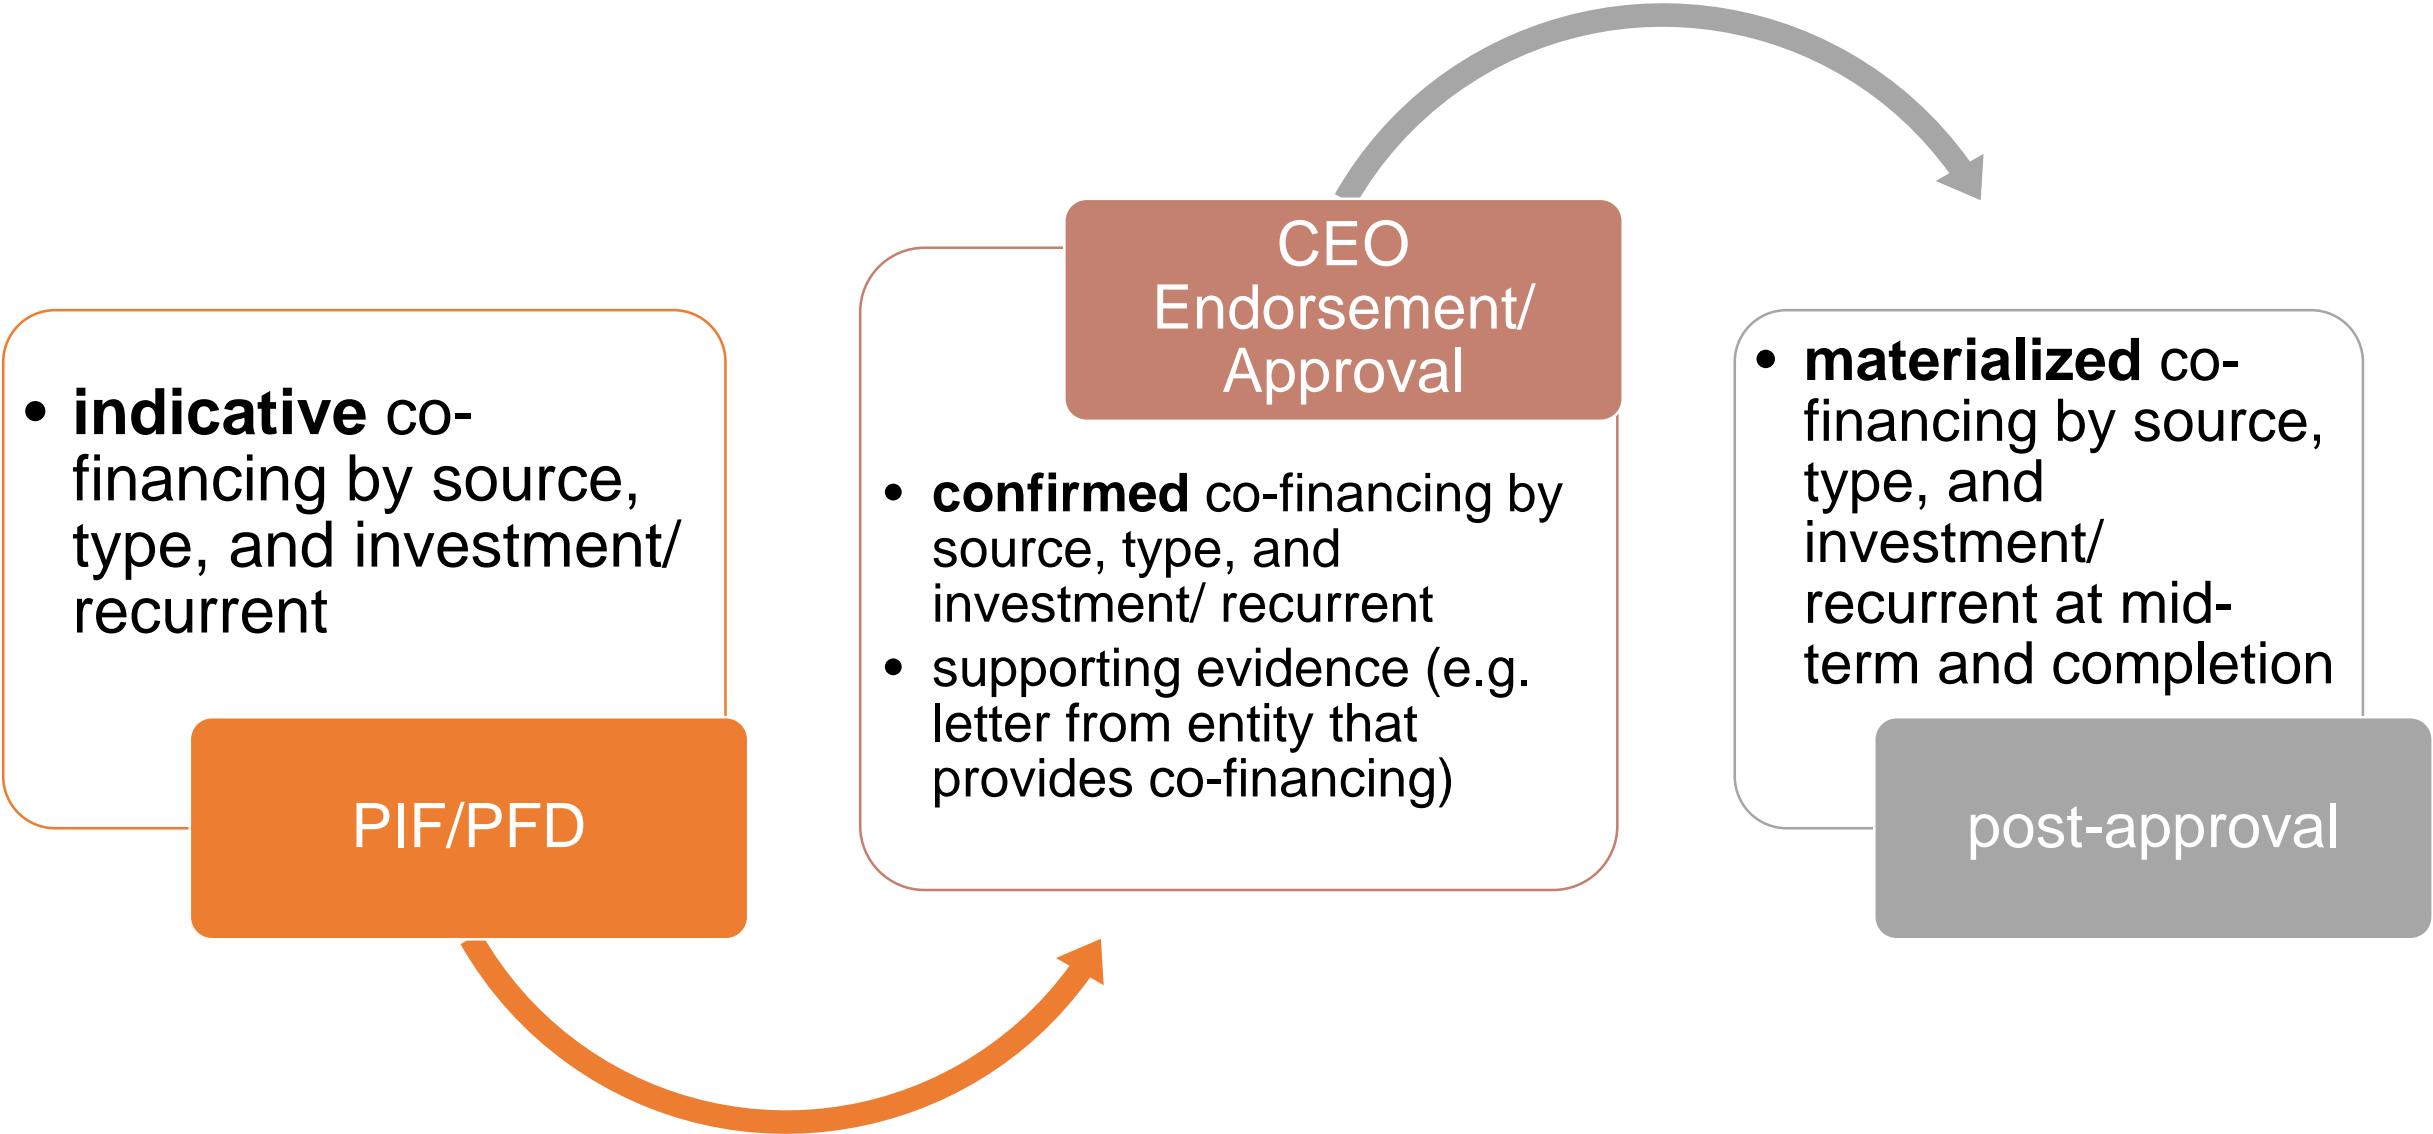 • indicative co-
financing by source,
type, and investment/
recurrent
PIF/PFD
CEO
Endorsement/
Approval
• confirmed co-financing by
source, type, and
investment/ recurrent
• supporting evidence (e.g.
letter from entity that
provides co-financing)
• materialized co-
financing by source,
type, and
investment/
recurrent at mid-
term and completion
post-approval